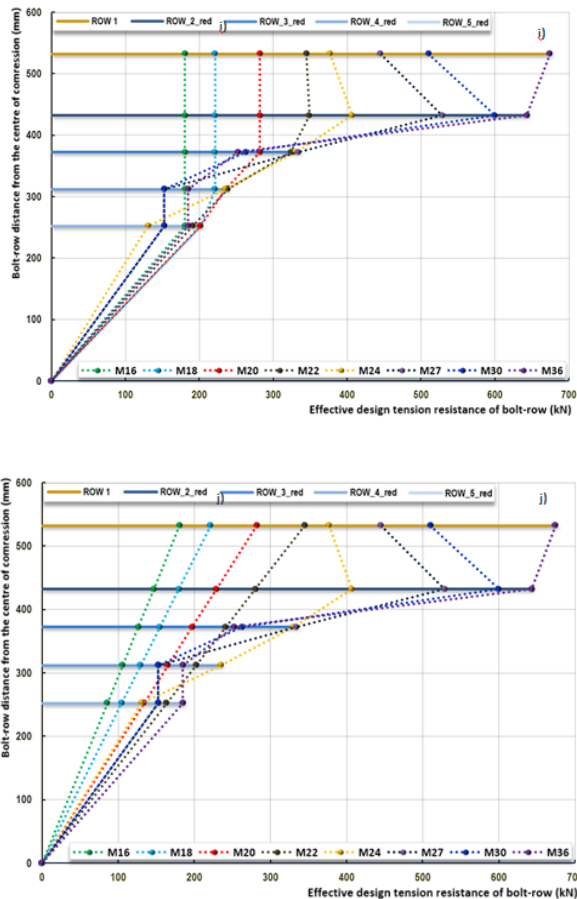 600
ROW 1 ROW_2_red ROW_3_red ROW_4_red ROW_5_red
j) j)
500
400
300
200
100
0
Bolt-row distance from the centre of comression (mm)
M16 M18 M20 M22 M24 M27 M30 M36
0 100 200 300 400 500 600 700
Effective design tension resistance of bolt-row (kN)
600
ROW 1 ROW_2_red ROW_3_red ROW_4_red ROW_5_red
j) j)
500
400
300
200
100
0
Bolt-row distance from the centre of comression (mm)
M16 M18 M20 M22 M24 M27 M30 M36
0 100 200 300 400 500 600 700
Effective design tension resistance of bolt-row (kN)